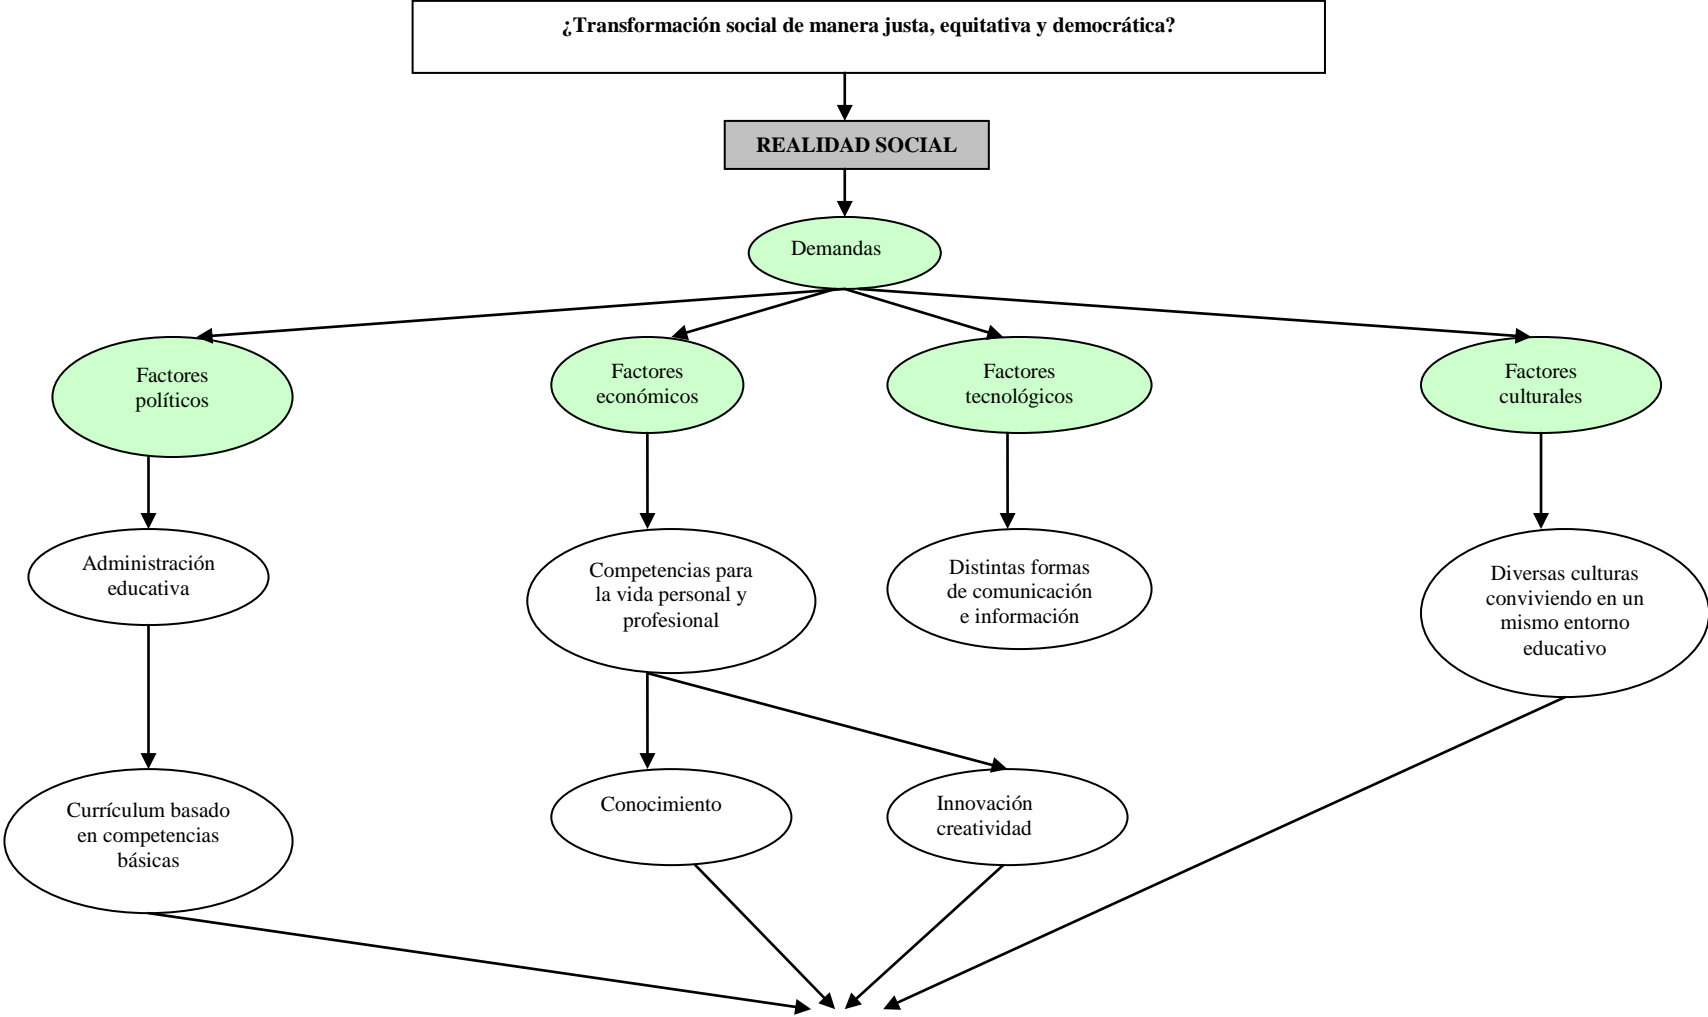 ¿Transformación social de manera justa, equitativa y democrática?
REALIDAD SOCIAL
Demandas
Factores
políticos
Factores
económicos
Factores
tecnológicos
Factores
culturales
Administración
educativa
Competencias para
la vida personal y
profesional
Distintas formas
de comunicación
e información
Diversas culturas
conviviendo en un
mismo entorno
educativo
Currículum basado
en competencias
básicas
Conocimiento
Innovación
creatividad